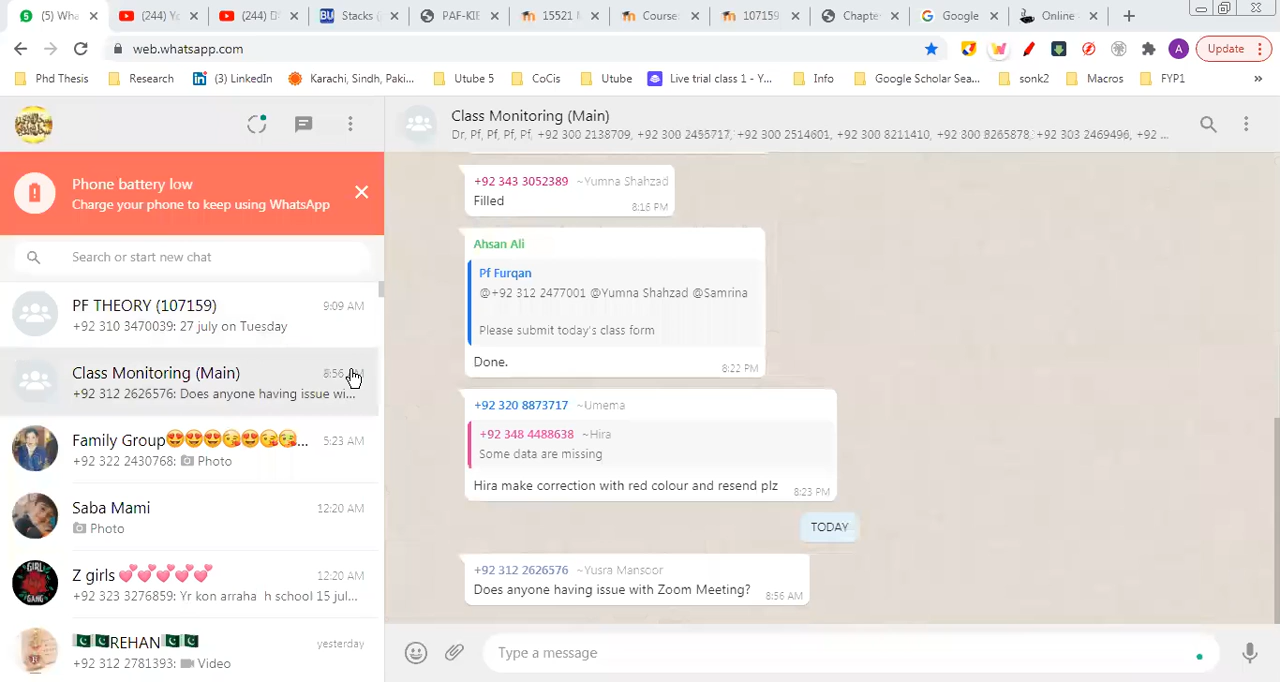 (5) Wha
(244) Yo
(244) D
Stacks (
PAF-KIE
15521 M
Course:
107159
Chapte
Google
Online
web.whatsapp.com
A
Update
Phd Thesis
Research
(3) LinkedIn
Karachi, Sindh, Paki...
Utube 5
CoCis
Utube
Live trial class 1 - Y...
Info
Google Scholar Sea...
sonk2
Macros
FYP1
»
Phone battery low
Charge your phone to keep using WhatsApp
Search or start new chat
PF THEORY (107159)
9:09 AM
+92 310 3470039: 27 july on Tuesday
Class Monitoring (Main)
8:56
+92 312 2626576: Does anyone having issue wi...
Family Group😍😍😍😘😍😘😘...
5:23 AM
+92 322 2430768: Photo
Saba Mami
12:20 AM
Photo
Z girls 💕💕💕💕💕
12:20 AM
+92 323 3276859: Yr kon arraha h school 15 jul...
🇵🇰🇵🇰REHAN🇵🇰🇵🇰
yesterday
+92 312 2781393: Video
Class Monitoring (Main)
Dr, Pf, Pf, Pf, Pf, +92 300 2138709, +92 300 2455717, +92 300 2514601, +92 300 8211410, +92 300 8265878, +92 303 2469496, +92 ...
+92 343 3052389 ~Yumna Shahzad
Filled
8:16 PM
Ahsan Ali
Pf Furqan
@+92 312 2477001 @Yumna Shahzad @Samrina
Please submit today's class form
Done.
8:22 PM
+92 320 8873717 ~Umema
+92 348 4488638 ~Hira
Some data are missing
Hira make correction with red colour and resend plz
8:23 PM
TODAY
+92 312 2626576 ~Yusra Mansoor
Does anyone having issue with Zoom Meeting?
8:56 AM
Type a message